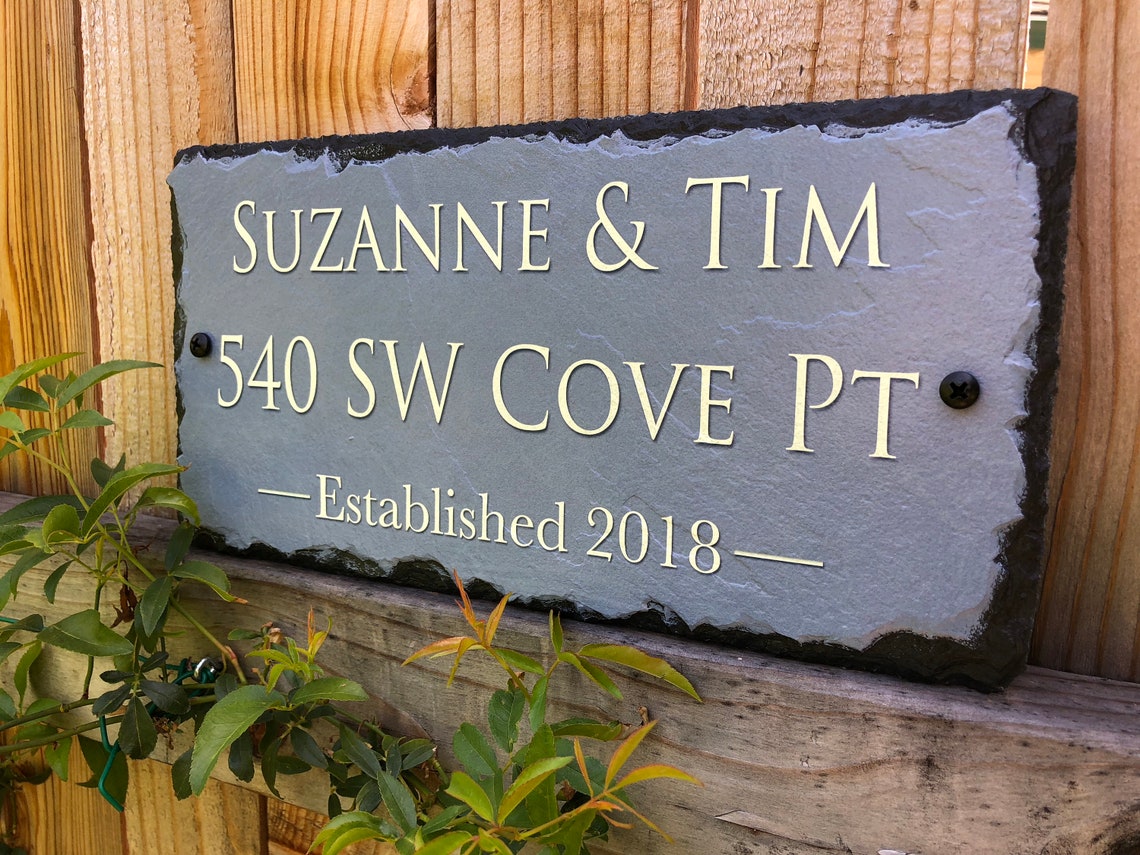 Suzanne & Tim
540 SW Cove Pt
—Established 2018—